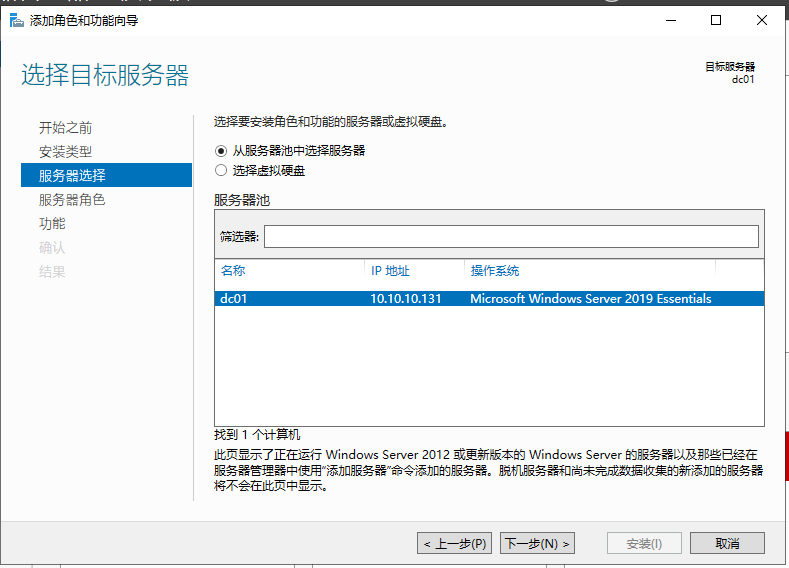 添加角色和功能向导
选择目标服务器
目标服务器
dc01
开始之前
安装类型
服务器选择
服务器角色
功能
确认
结果
选择要安装角色和功能的服务器或虚拟硬盘。
从服务器池中选择服务器
选择虚拟硬盘
服务器池
筛选器:
名称 IP 地址 操作系统
dc01 10.10.10.131 Microsoft Windows Server 2019 Essentials
找到 1 个计算机
此页显示了正在运行 Windows Server 2012 或更新版本的 Windows Server 的服务器以及那些已经在
服务器管理器中使用"添加服务器"命令添加的服务器。脱机服务器和尚未完成数据收集的新添加的服务器
将不会在此页中显示。
< 上一步(P) 下一步(N) > 安装(I) 取消